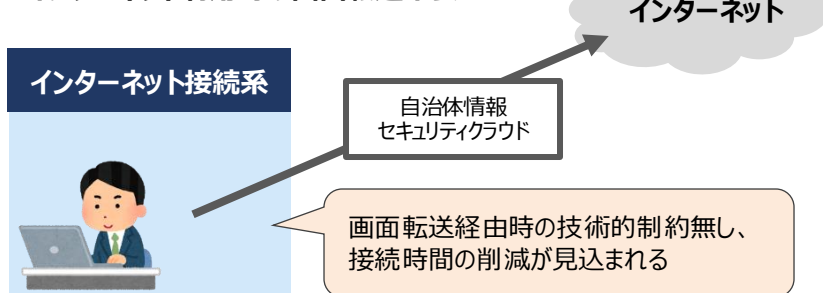 インターネット
インターネット接続系
自治体情報
セキュリティクラウド
画面転送経由時の技術的制約無し、
接続時間の削減が見込まれる